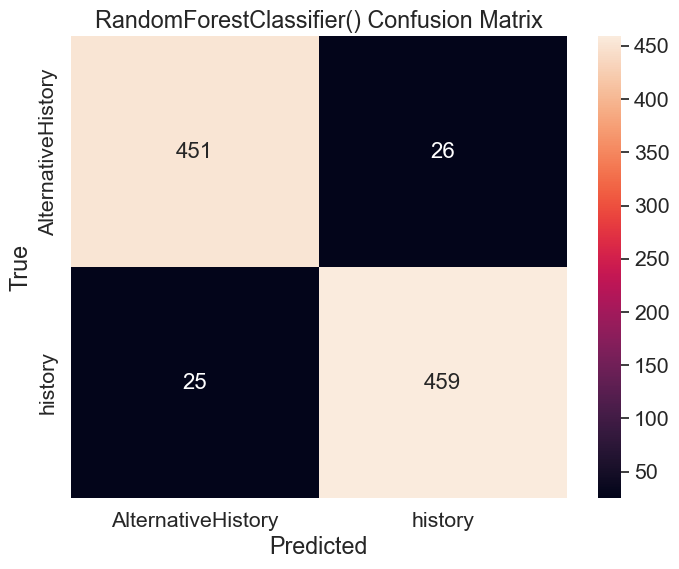 RandomForestClassifier() Confusion Matrix
AlternativeHistory
history
True
451
26
25
459
AlternativeHistory
history
Predicted
450
400
350
300
250
200
150
100
50